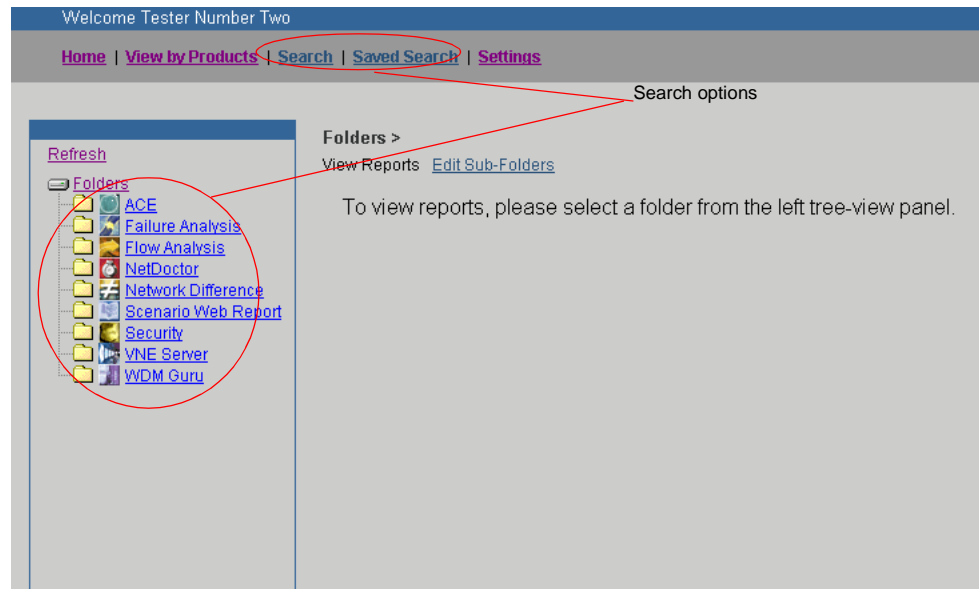 Welcome Tester Number Two
Home | View by Products | Search | Saved Search | Settings
Search options
Refresh
Folders
ACE
Failure Analysis
Flow Analysis
NetDoctor
Network Difference
Scenario Web Report
Security
VNE Server
WDM Guru
Folders >
View Reports Edit Sub-Folders
To view reports, please select a folder from the left tree-view panel.